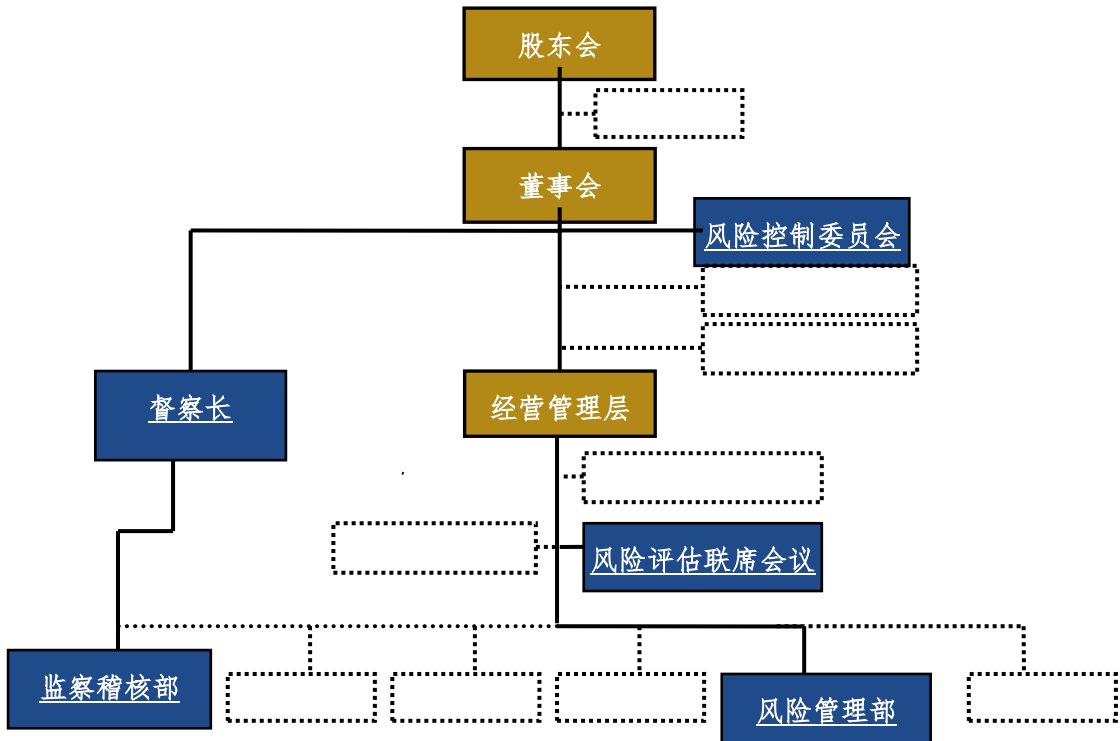 股东会
董事会
风险控制委员会
督察长
经营管理层
风险评估联席会议
监察稽核部
风险管理部